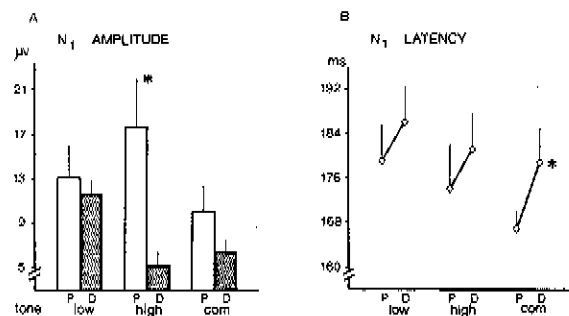 A
N1 AMPLITUDE
μv
21
17
13
9
5
*
P D P D P D
tone low high com
B
N1 LATENCY
ms
192
184
176
168
160
*
P D P D P D
low high com